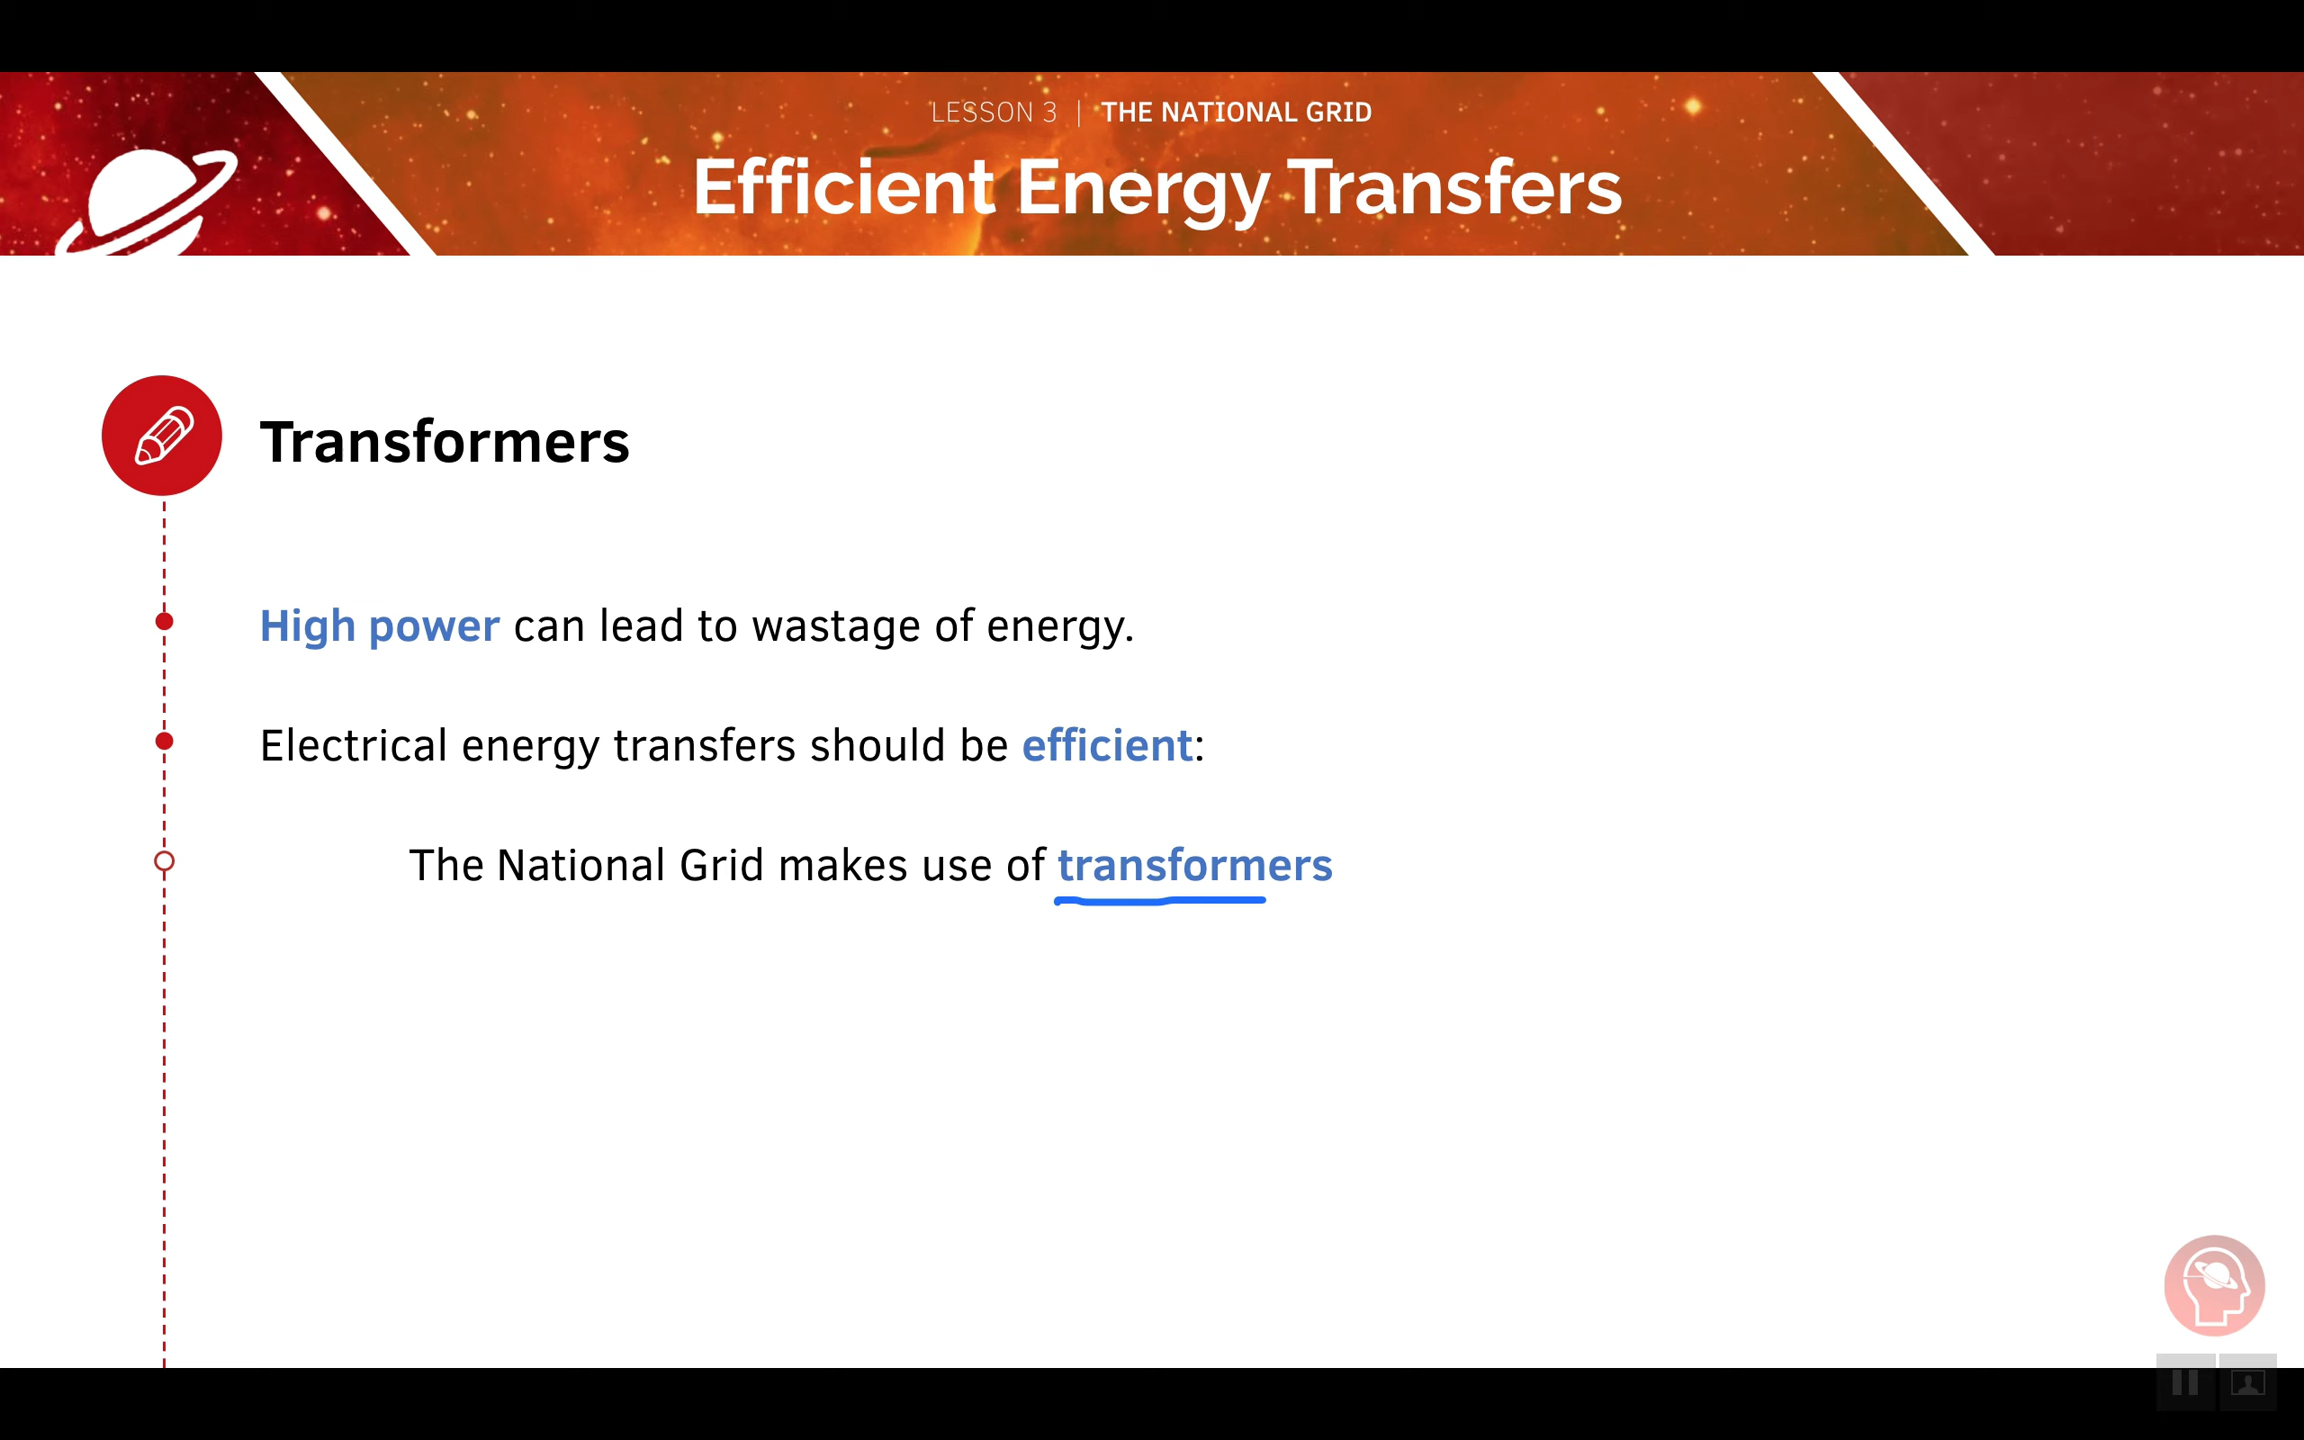 LESSON 3 | THE NATIONAL GRID
Efficient Energy Transfers
Transformers
High power can lead to wastage of energy.
Electrical energy transfers should be efficient:
The National Grid makes use of transformers